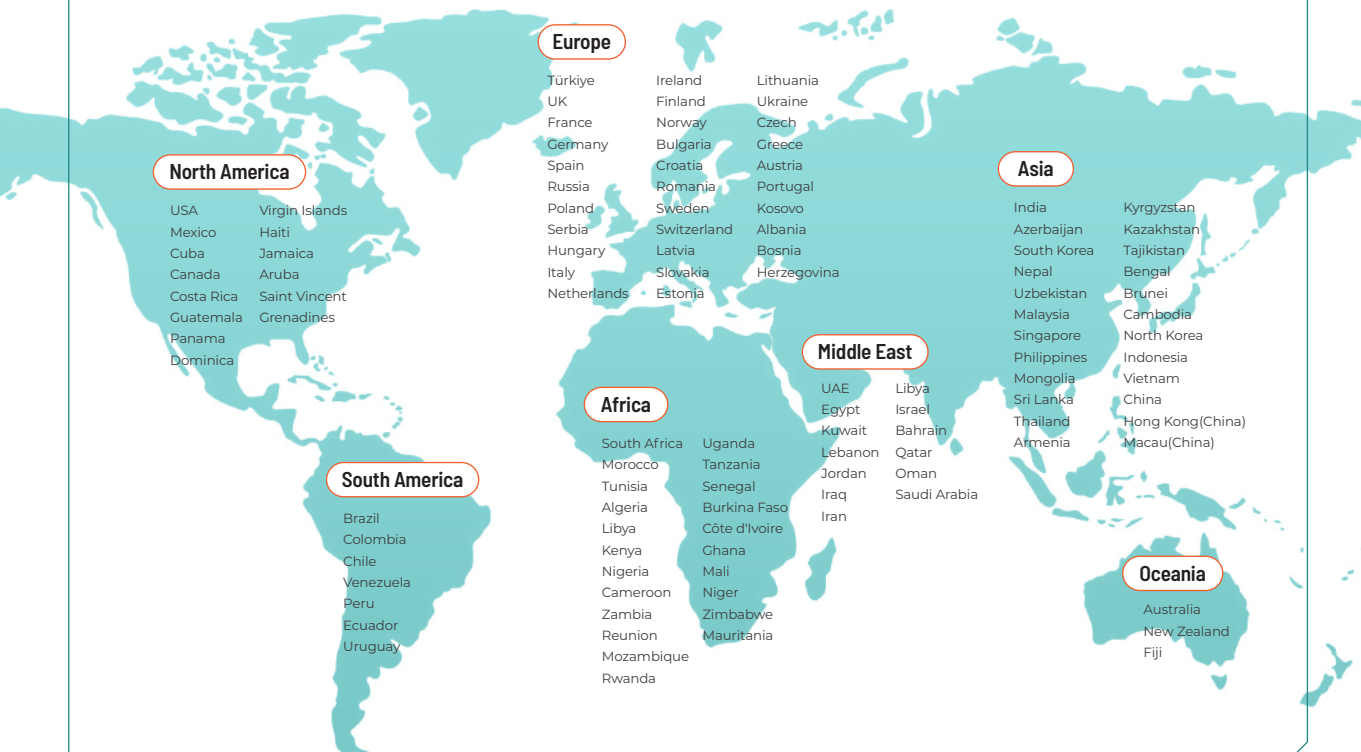 Europe
Türkiye
UK
France
Germany
Spain
Russia
Poland
Serbia
Hungary
Italy
Netherlands
Ireland
Finland
Norway
Bulgaria
Croatia
Romania
Sweden
Switzerland
Latvia
Slovakia
Estonia
Lithuania
Ukraine
Czech
Greece
Austria
Portugal
Kosovo
Albania
Bosnia
Herzegovina
North America
USA
Mexico
Cuba
Canada
Costa Rica
Guatemala
Panama
Dominica
Virgin Islands
Haiti
Jamaica
Aruba
Saint Vincent
Grenadines
Asia
India
Azerbaijan
South Korea
Nepal
Uzbekistan
Malaysia
Singapore
Philippines
Mongolia
Sri Lanka
Thailand
Armenia
Kyrgyzstan
Kazakhstan
Tajikistan
Bengal
Brunei
Cambodia
North Korea
Indonesia
Vietnam
China
Hong Kong(China)
Macau(China)
Middle East
UAE
Egypt
Kuwait
Lebanon
Jordan
Iraq
Iran
Libya
Israel
Bahrain
Qatar
Oman
Saudi Arabia
Africa
South Africa
Morocco
Tunisia
Algeria
Libya
Kenya
Nigeria
Cameroon
Zambia
Reunion
Mozambique
Rwanda
Uganda
Tanzania
Senegal
Burkina Faso
Côte d'Ivoire
Ghana
Mali
Niger
Zimbabwe
Mauritania
South America
Brazil
Colombia
Chile
Venezuela
Peru
Ecuador
Uruguay
Oceania
Australia
New Zealand
Fiji